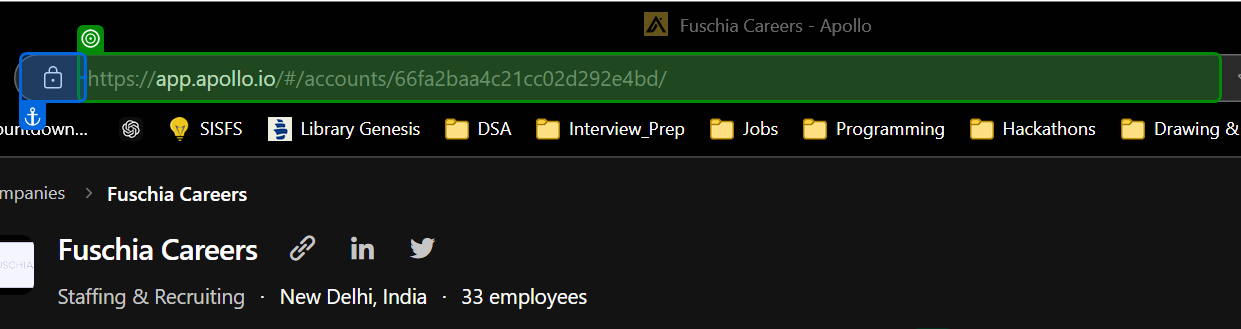 Fuschia Careers - Apollo
https://app.apollo.io/#/accounts/66fa2baa4c21cc02d292e4bd/
ountdown... SISFS Library Genesis DSA Interview_Prep Jobs Programming Hackathons Drawing &
mpanies > Fuschia Careers
Fuschia Careers
USCHIA
Staffing & Recruiting · New Delhi, India · 33 employees